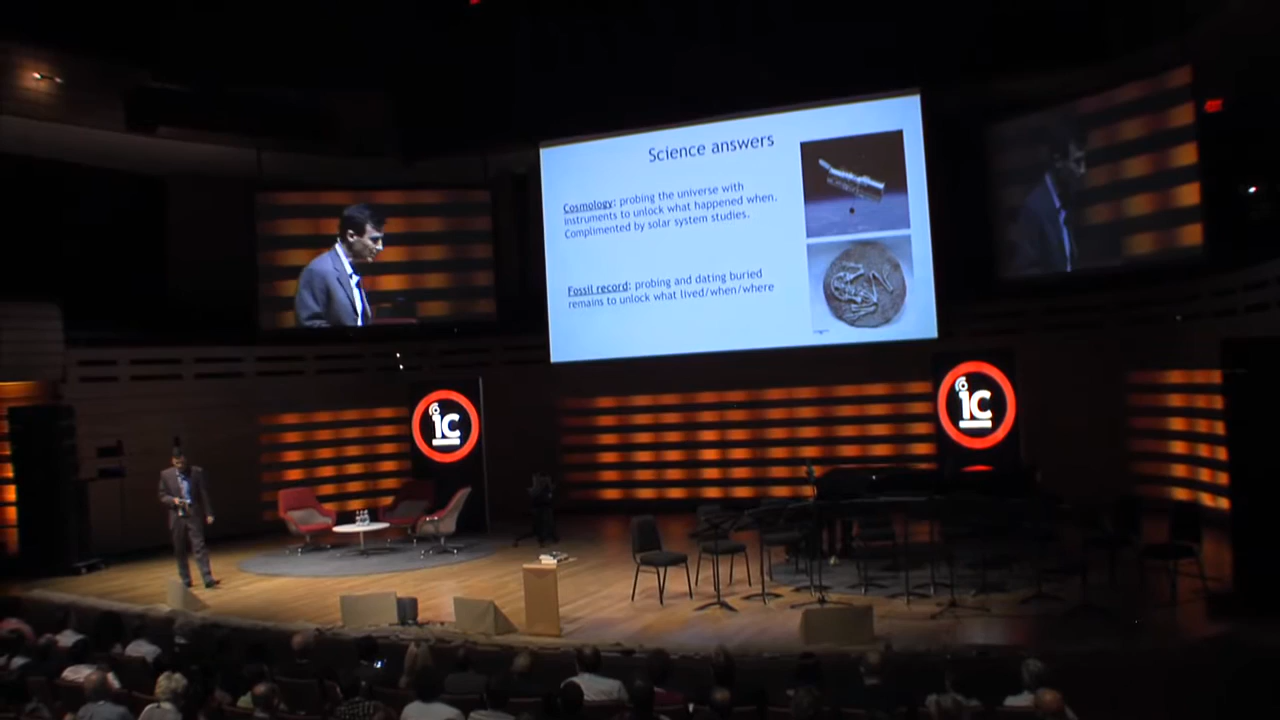 Science answers
Cosmology: probing the universe with
instruments to unlock what happened when.
Complimented by solar system studies.
Fossil record: probing and dating buried
remains to unlock what lived/when/where
ic
ic